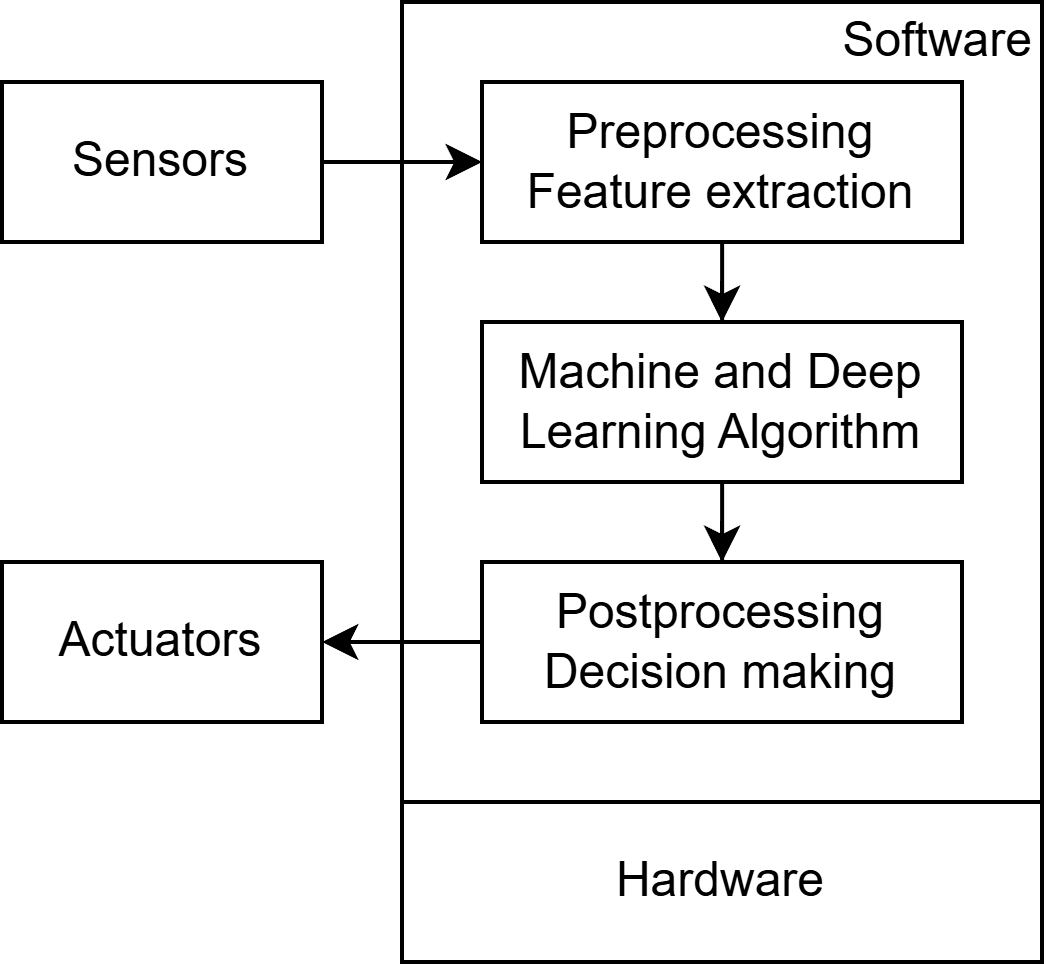 Software
Sensors
Preprocessing
Feature extraction
Machine and Deep
Learning Algorithm
Actuators
Postprocessing
Decision making
Hardware